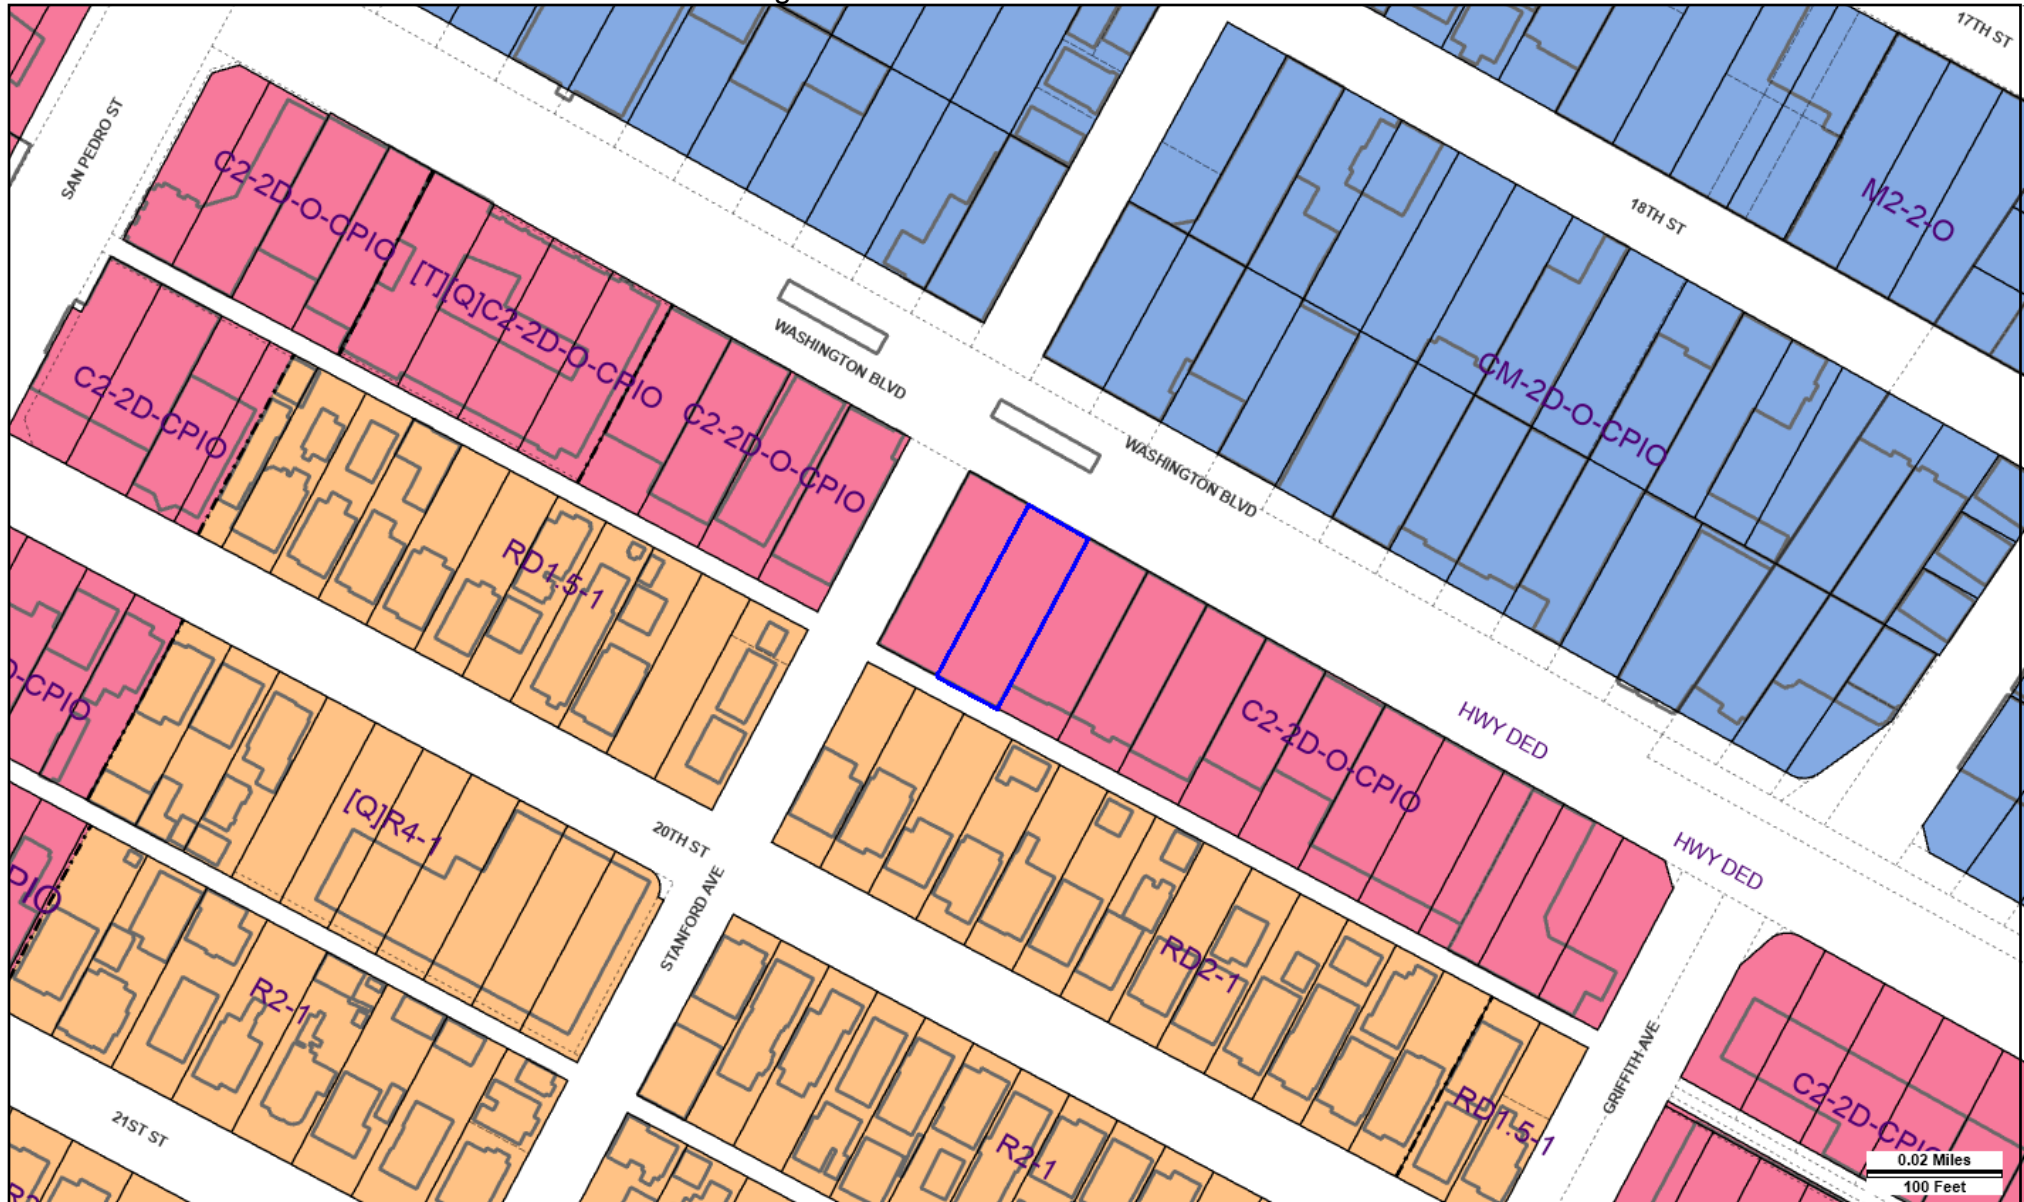 17TH ST
SAN PEDRO ST
C2-2D-O-CPIO
M2-2-O
18TH ST
[T][Q]C2-2D-O-CPIO
WASHINGTON BLVD
C2-2D-CPIO
CM-2D-O-CPIO
C2-2D-O-CPIO
WASHINGTON BLVD
RD1.5-1
D-CPIO
HWY DED
C2-2D-O-CPIO
[Q]R4-1
20TH ST
HWY DED
PIO
STANFORD AVE
RD2-1
R2-1
GRIFFITH AVE
RD1.5-1
C2-2D-CPIO
21ST ST
R2-1
0.02 Miles
100 Feet